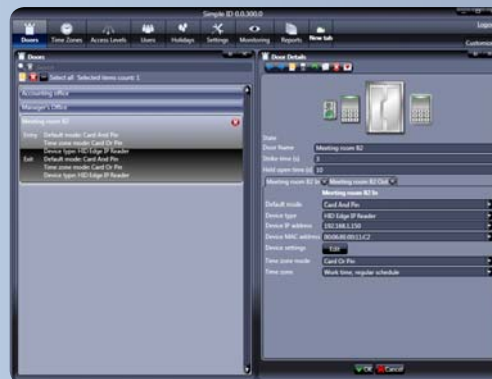 Simple ID 0.0.300.0
Doors Time Zones Access Levels Users Holidays Settings Monitoring Reports New tab
Customize
Doors
Select all Selected items count: 1
Accounting office
Manager's Office
Meeting room B2
Entry Default mode: Card And Pin
Time zone mode: Card Or Pin
Device type: HID Edge IP Reader
Exit Default mode: Card And Pin
Time zone mode: Card Or Pin
Device type: HID Edge IP Reader
Door Details
State
Door Name Meeting room B2
Strike time (s) 3
Held open time (s) 10
Meeting room B2 In Meeting room B2 Out
Meeting room B2 In
Default mode Card And Pin
Device type HID Edge IP Reader
Device IP address 192.168.1.150
Device MAC address
Device settings Edit
Time zone mode Card Or Pin
Time zone Work time, regular schedule
OK Cancel